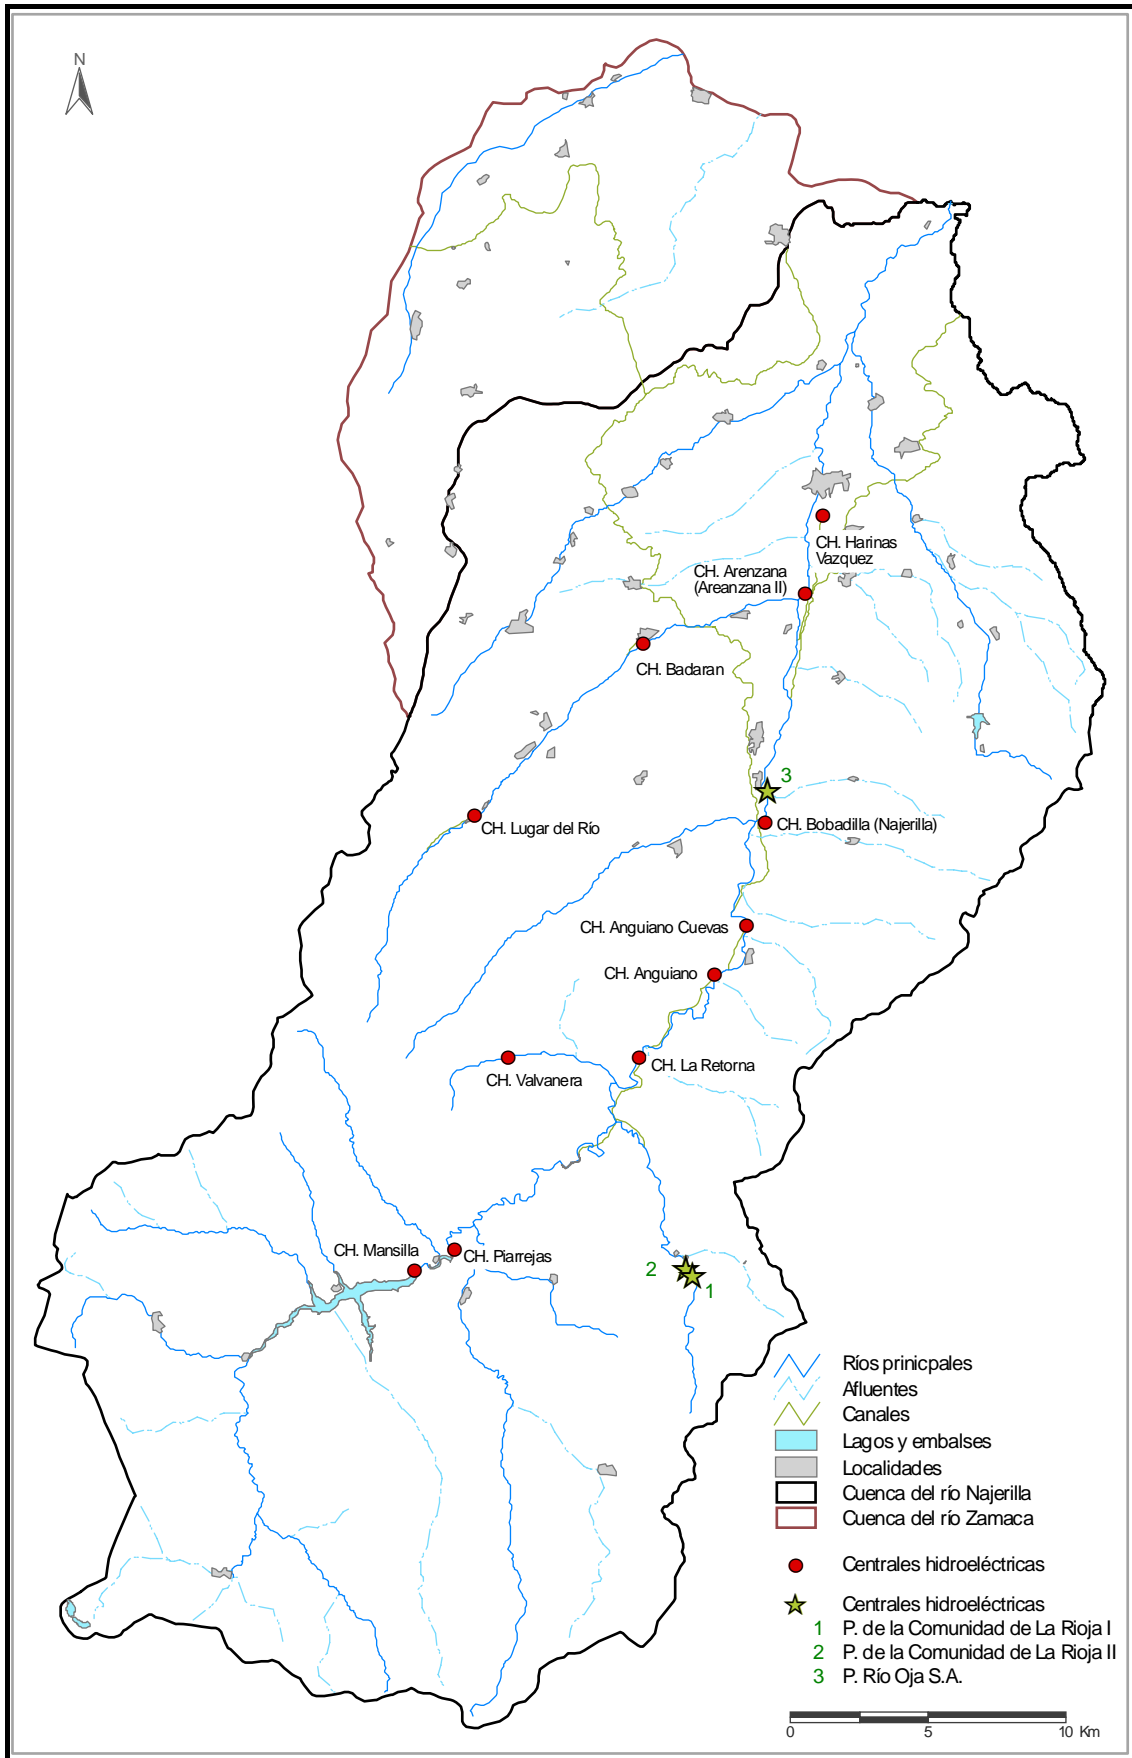 N
CH. Harinas
Vazquez
CH. Arenzana
(Areanzana II)
CH. Badaran
3
CH. Lugar del Río
CH. Bobadilla (Najerilla)
CH. Anguiano Cuevas
CH. Anguiano
CH. La Retorna
CH. Valvanera
CH. Mansilla
CH. Piarrejas
2
1
Ríos prinicpales
Afluentes
Canales
Lagos y embalses
Localidades
Cuenca del río Najerilla
Cuenca del río Zamaca
Centrales hidroeléctricas
Centrales hidroeléctricas
1 P. de la Comunidad de La Rioja I
2 P. de la Comunidad de La Rioja II
3 P. Río Oja S.A.
0 5 10 Km